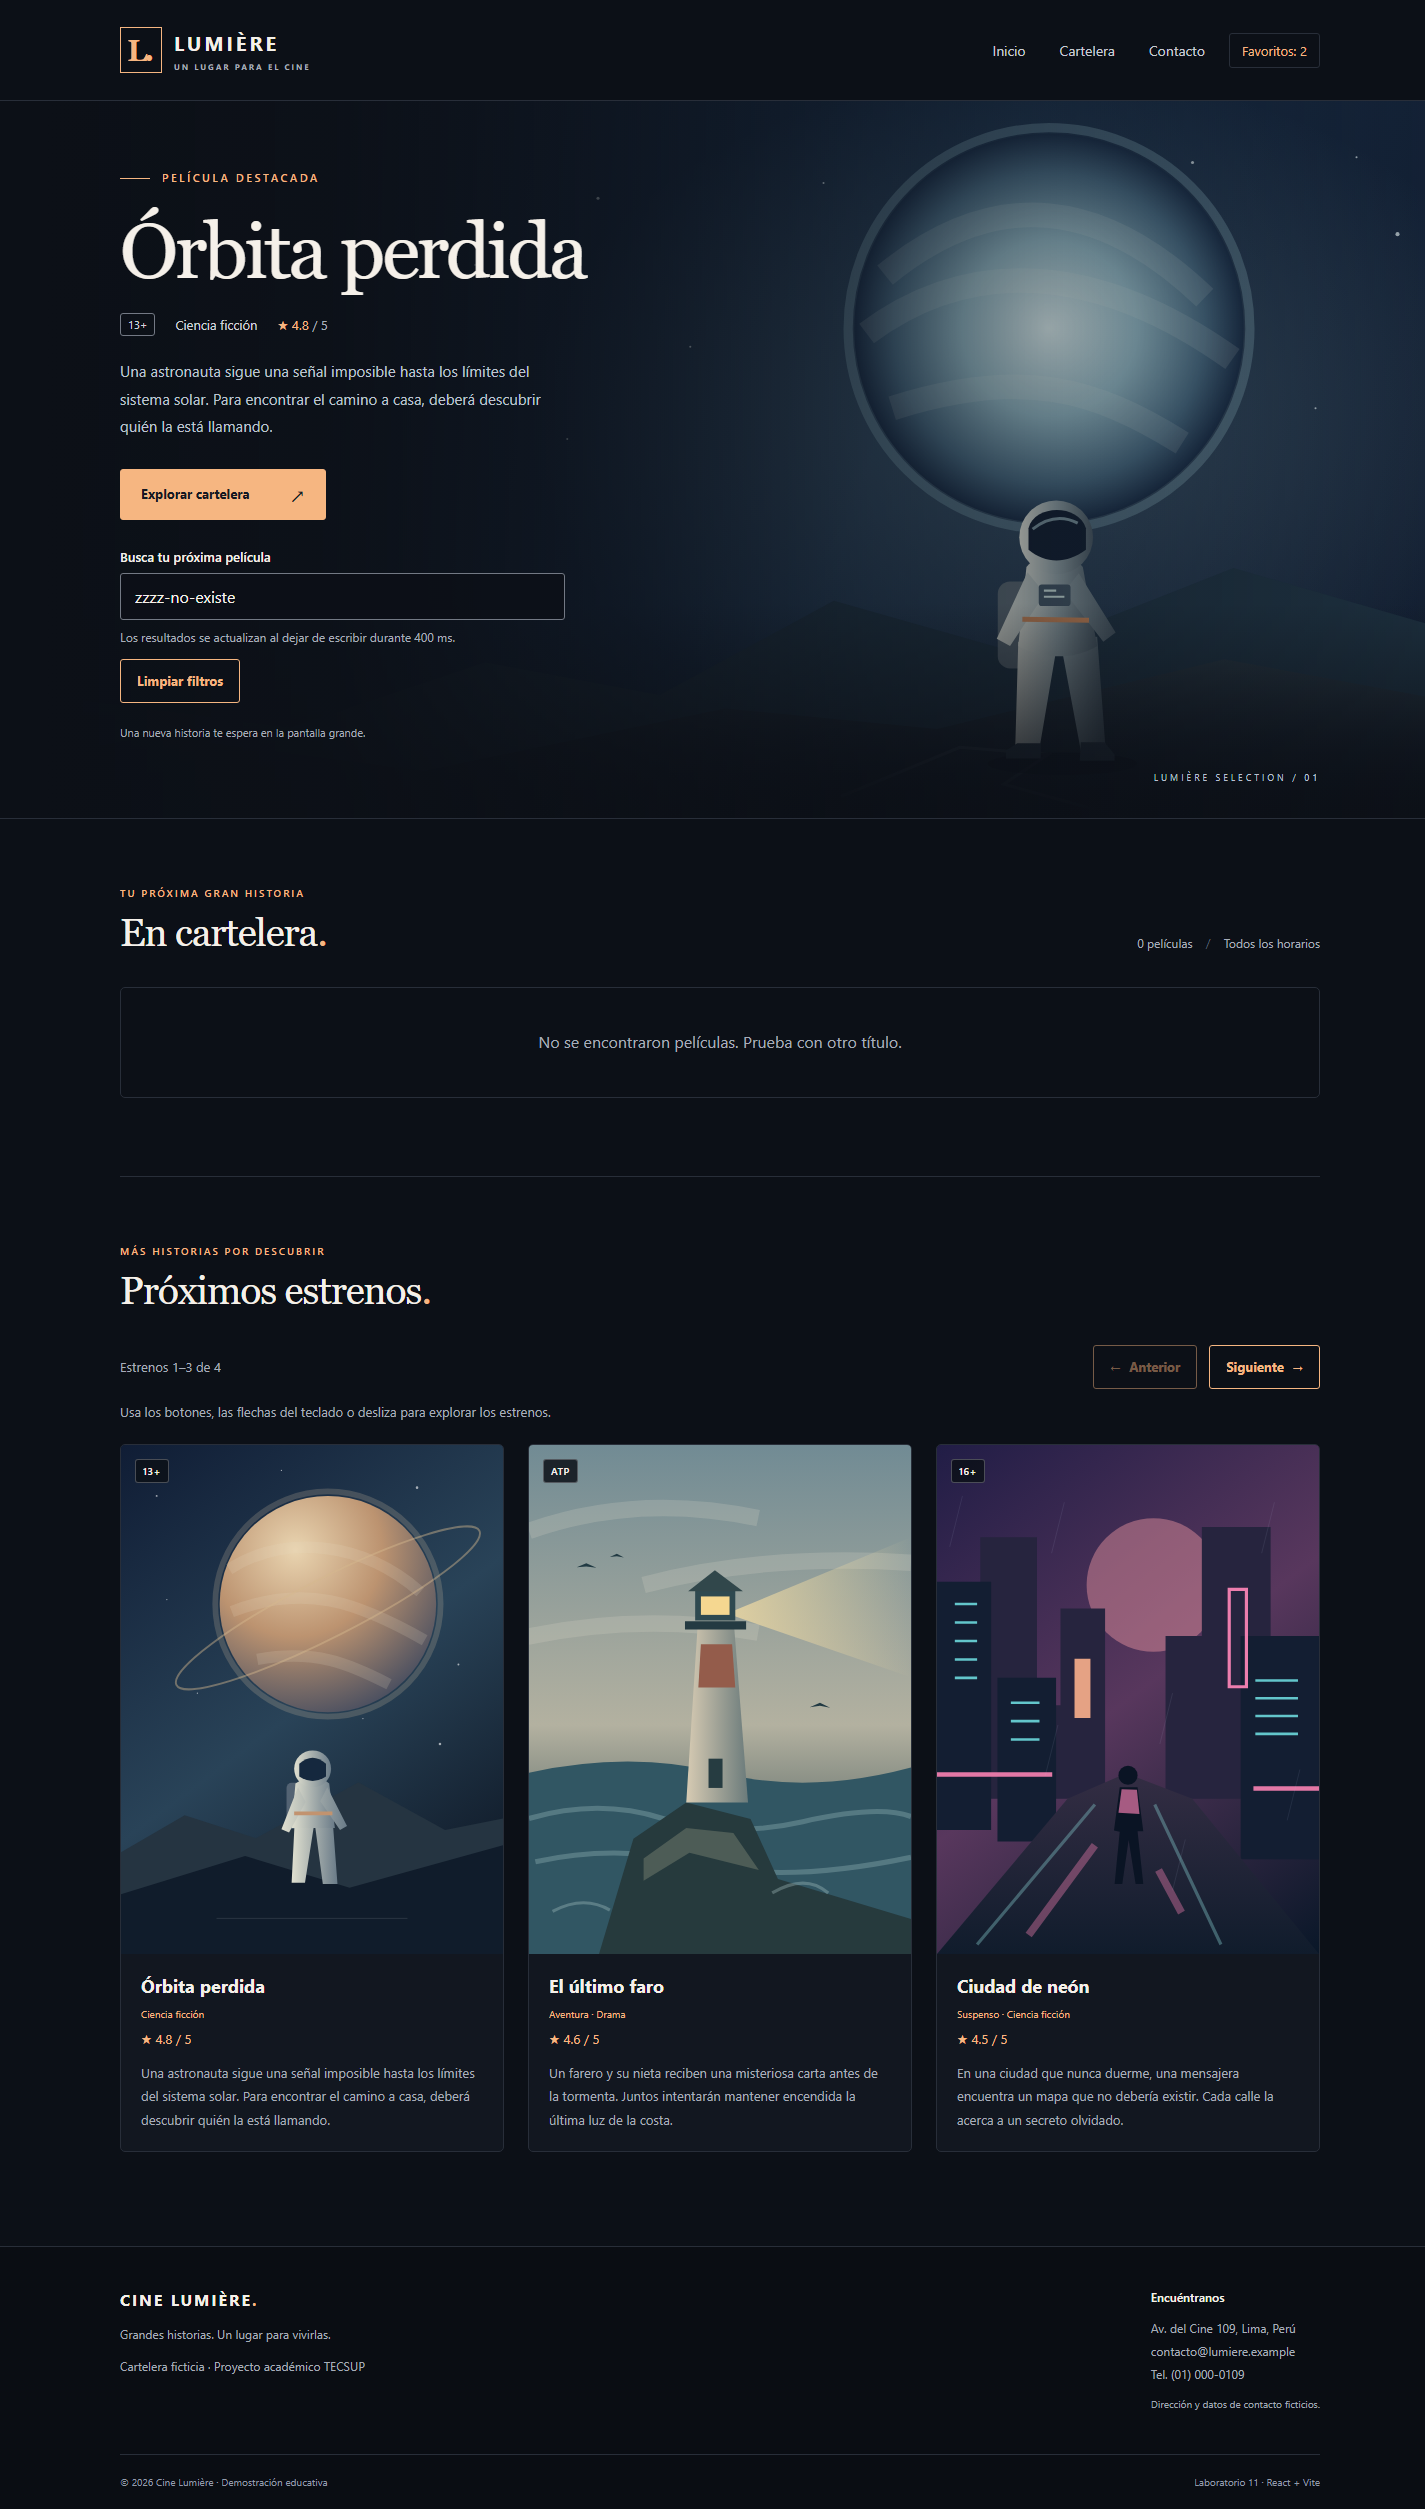 L.
LUMIÈRE
UN LUGAR PARA EL CINE
Inicio
Cartelera
Contacto
Favoritos: 2
PELÍCULA DESTACADA
Órbita perdida
13+
Ciencia ficción
★ 4.8 / 5
Una astronauta sigue una señal imposible hasta los límites del
sistema solar. Para encontrar el camino a casa, deberá descubrir
quién la está llamando.
Explorar cartelera ↗
Busca tu próxima película
zzzz-no-existe
Los resultados se actualizan al dejar de escribir durante 400 ms.
Limpiar filtros
Una nueva historia te espera en la pantalla grande.
LUMIÈRE SELECTION / 01
TU PRÓXIMA GRAN HISTORIA
En cartelera.
0 películas / Todos los horarios
No se encontraron películas. Prueba con otro título.
MÁS HISTORIAS POR DESCUBRIR
Próximos estrenos.
Estrenos 1–3 de 4
← Anterior
Siguiente →
Usa los botones, las flechas del teclado o desliza para explorar los estrenos.
13+
Órbita perdida
Ciencia ficción
★ 4.8 / 5
Una astronauta sigue una señal imposible hasta los límites
del sistema solar. Para encontrar el camino a casa, deberá
descubrir quién la está llamando.
ATP
El último faro
Aventura · Drama
★ 4.6 / 5
Un farero y su nieta reciben una misteriosa carta antes de
la tormenta. Juntos intentarán mantener encendida la
última luz de la costa.
16+
Ciudad de neón
Suspenso · Ciencia ficción
★ 4.5 / 5
En una ciudad que nunca duerme, una mensajera
encuentra un mapa que no debería existir. Cada calle la
acerca a un secreto olvidado.
CINE LUMIÈRE.
Grandes historias. Un lugar para vivirlas.
Cartelera ficticia · Proyecto académico TECSUP
Encuéntranos
Av. del Cine 109, Lima, Perú
contacto@lumiere.example
Tel. (01) 000-0109
Dirección y datos de contacto ficticios.
© 2026 Cine Lumière · Demostración educativa
Laboratorio 11 · React + Vite